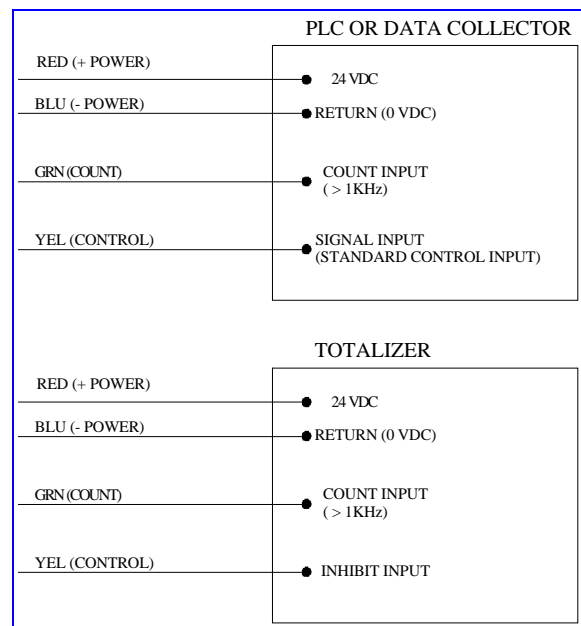 PLC OR DATA COLLECTOR
RED (+ POWER)
24 VDC
BLU (- POWER)
RETURN (0 VDC)
GRN (COUNT)
COUNT INPUT
( > 1KHz)
YEL (CONTROL)
SIGNAL INPUT
(STANDARD CONTROL INPUT)
TOTALIZER
RED (+ POWER)
24 VDC
BLU (- POWER)
RETURN (0 VDC)
GRN (COUNT)
COUNT INPUT
( > 1KHz)
YEL (CONTROL)
INHIBIT INPUT